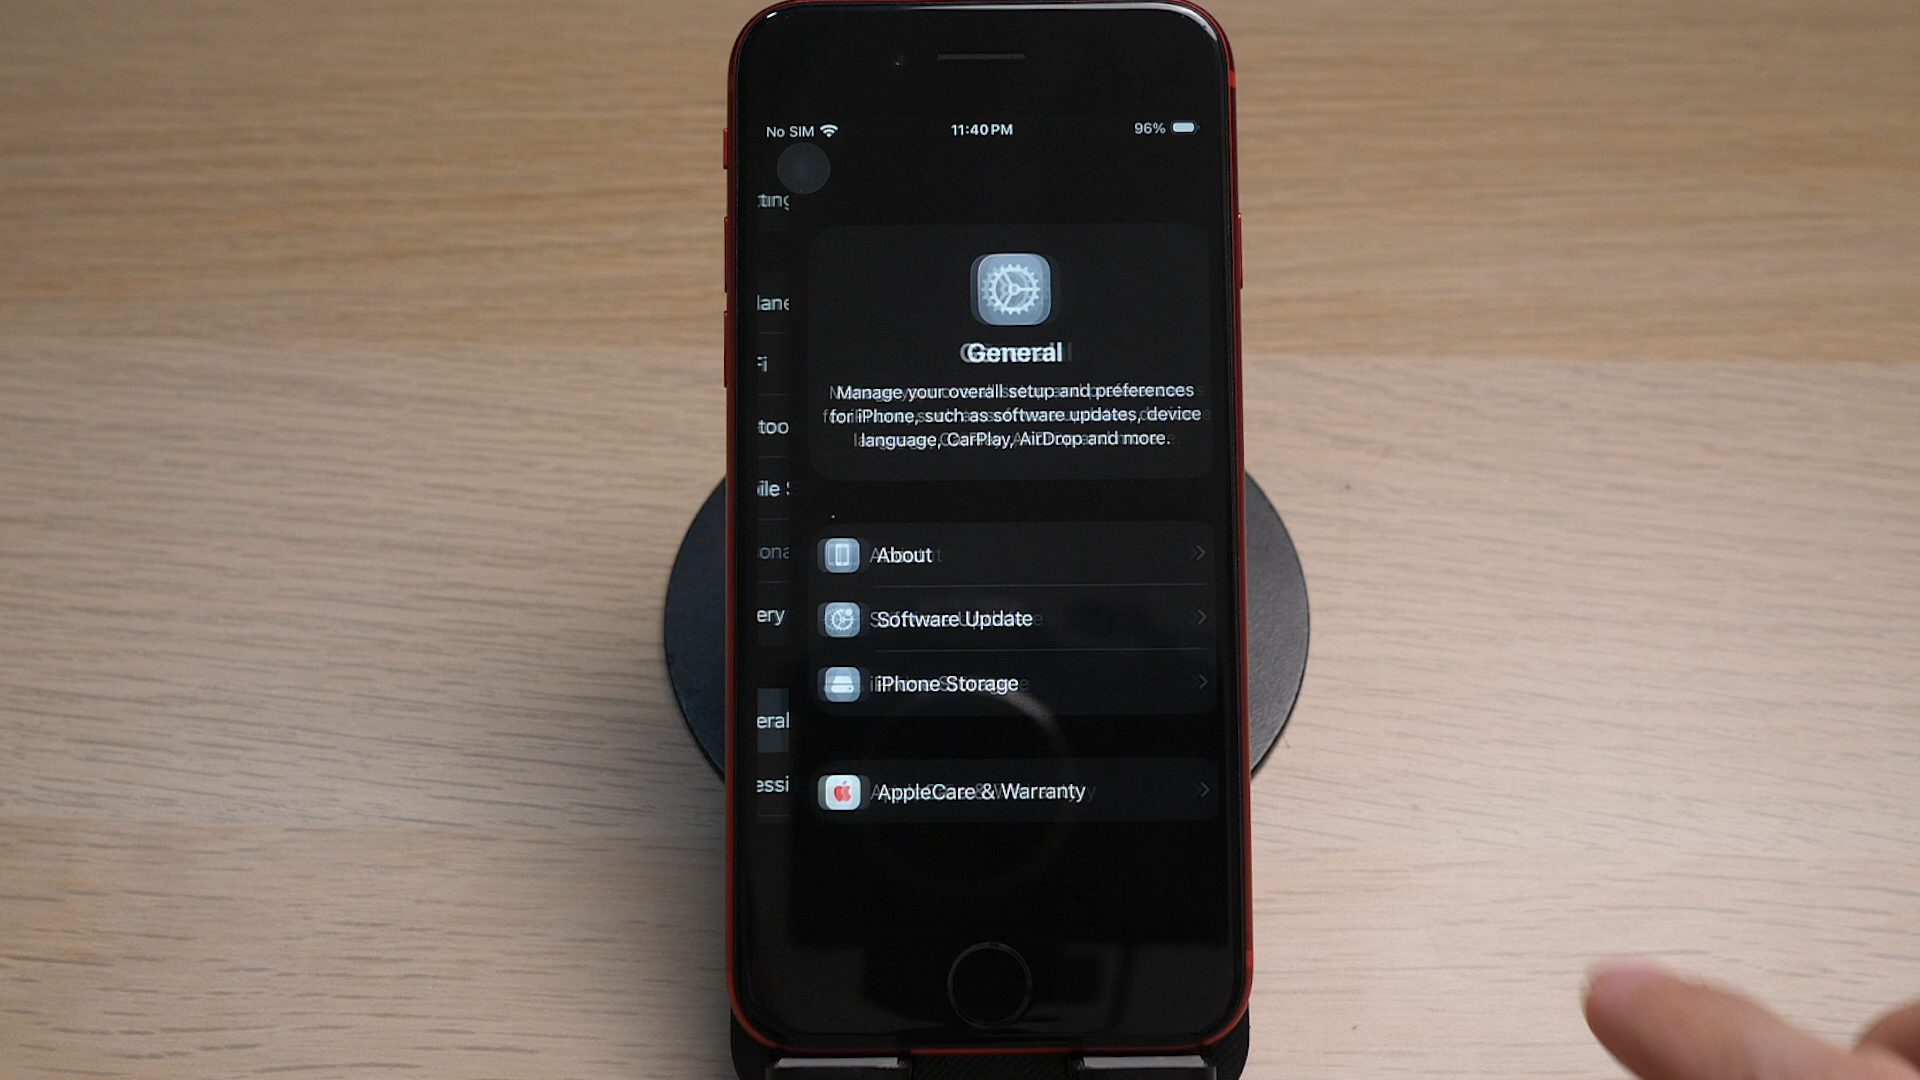 No SIM
11:40 PM
96%
General
Manage your overall setup and preferences
for iPhone, such as software updates, device
language, CarPlay, AirDrop and more.
About
Software Update
iPhone Storage
AppleCare & Warranty